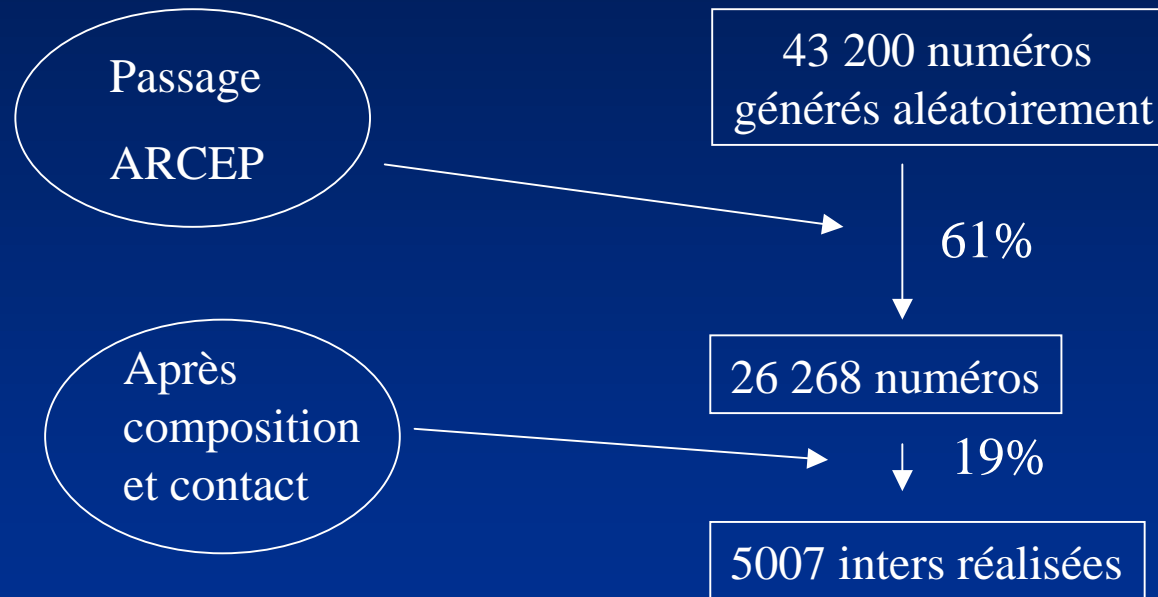 Passage
ARCEP
43 200 numéros
générés aléatoirement
61%
Après
composition
et contact
26 268 numéros
19%
5007 inters réalisées